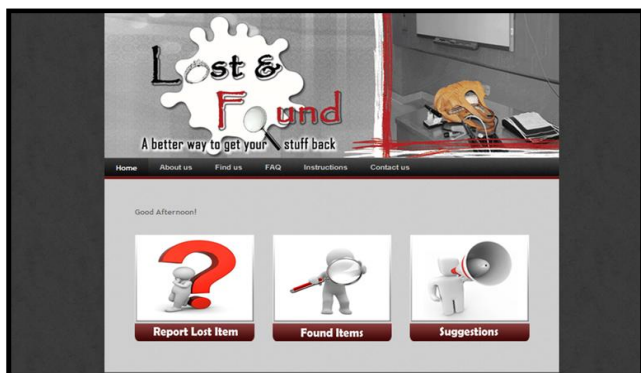 Lost &
Found
A better way to get your stuff back
Home About us Find us FAQ Instructions Contact us
Good Afternoon!
Report Lost Item Found Items Suggestions